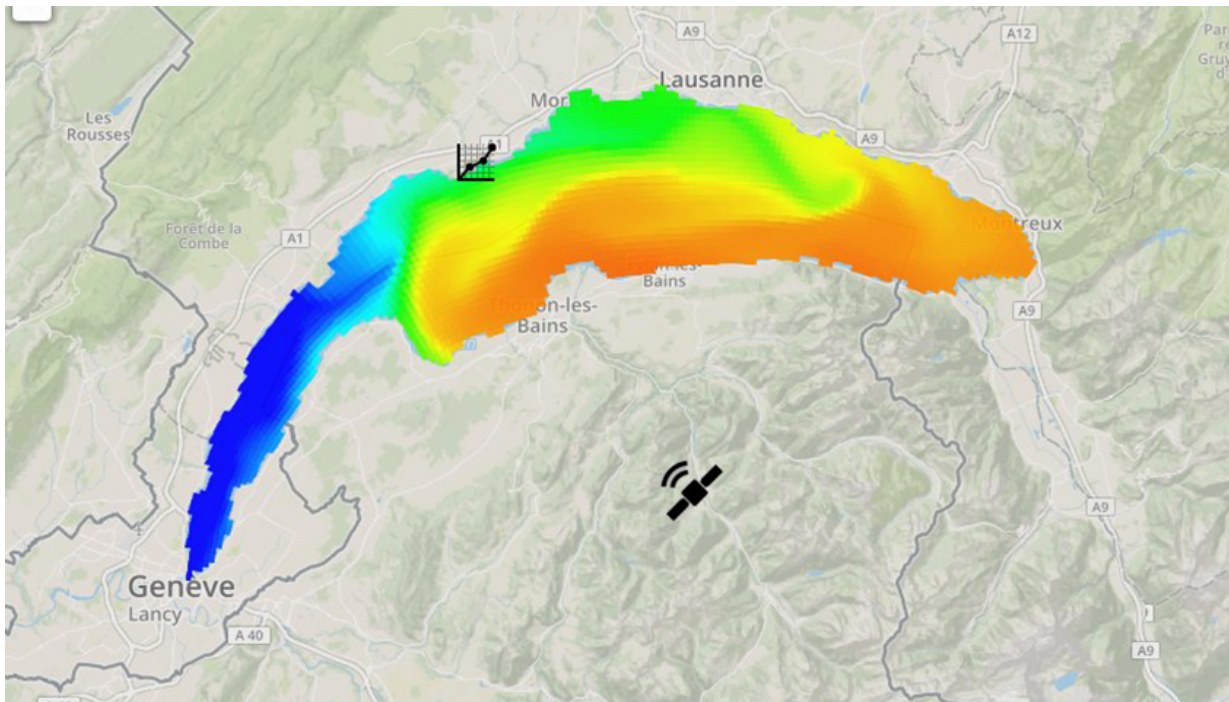 A9
A12
Lausanne
Les
Rousses
A1
A9
Forêt de la
Combe
A1
Montreux
Bains
Thonon-les-
Bains
A9
A9
Genève
Lancy
A 40
A9